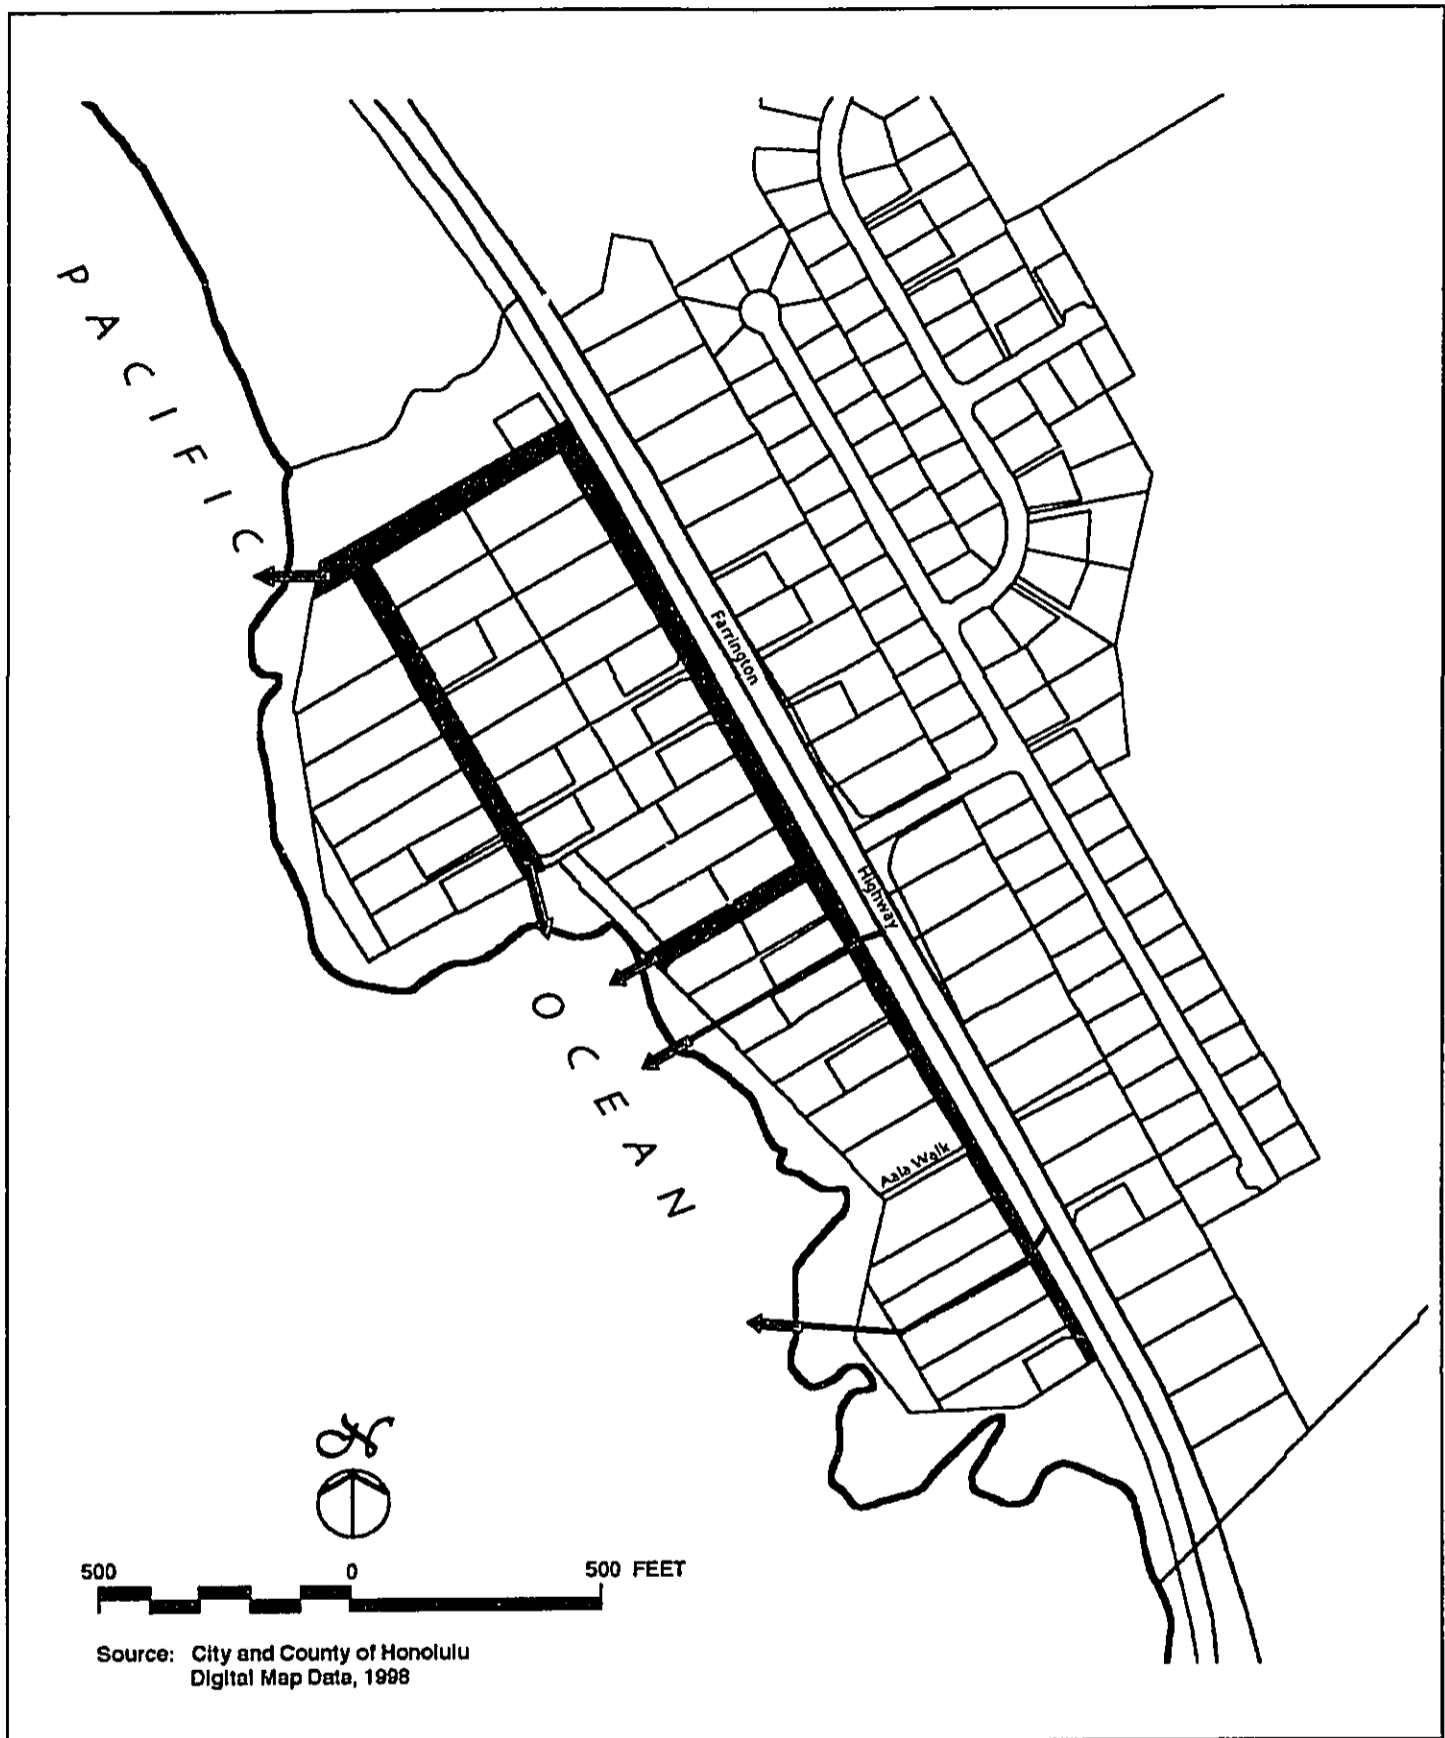 PACIFIC
OCEAN
Farrington
Highway
Aala Walk
500 0 500 FEET
Source: City and County of Honolulu
Digital Map Data, 1998